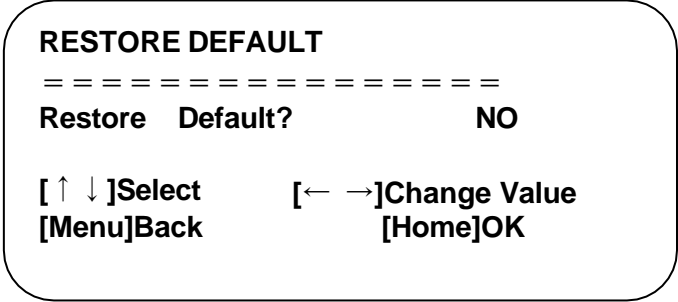 RESTORE DEFAULT
================
Restore Default? NO
[↑↓]Select [← →]Change Value
[Menu]Back [Home]OK